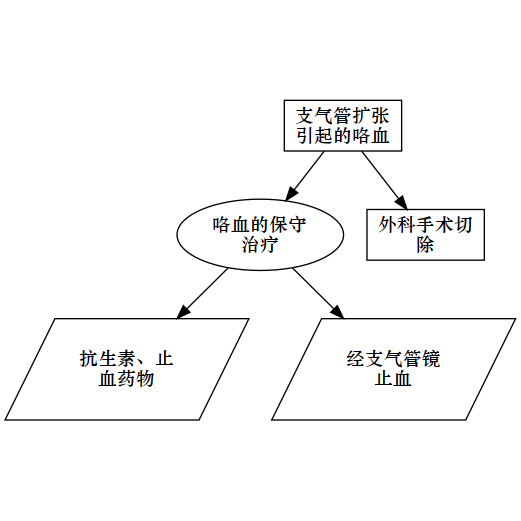 支气管扩张
引起的咯血
咯血的保守
治疗
外科手术切
除
抗生素、止
血药物
经支气管镜
止血